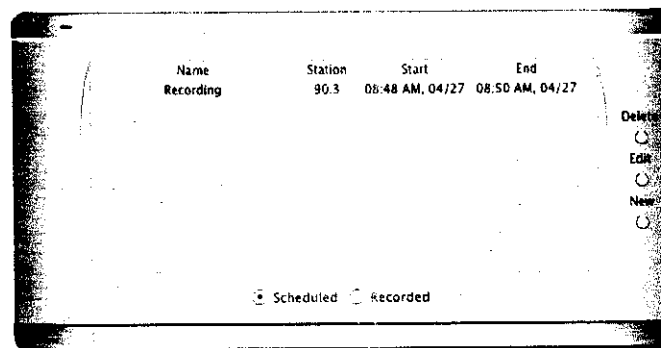 Name Station Start End
Recording 90.3 08:48 AM, 04/27 08:50 AM, 04/27
Delete
Edit
New
Scheduled Recorded